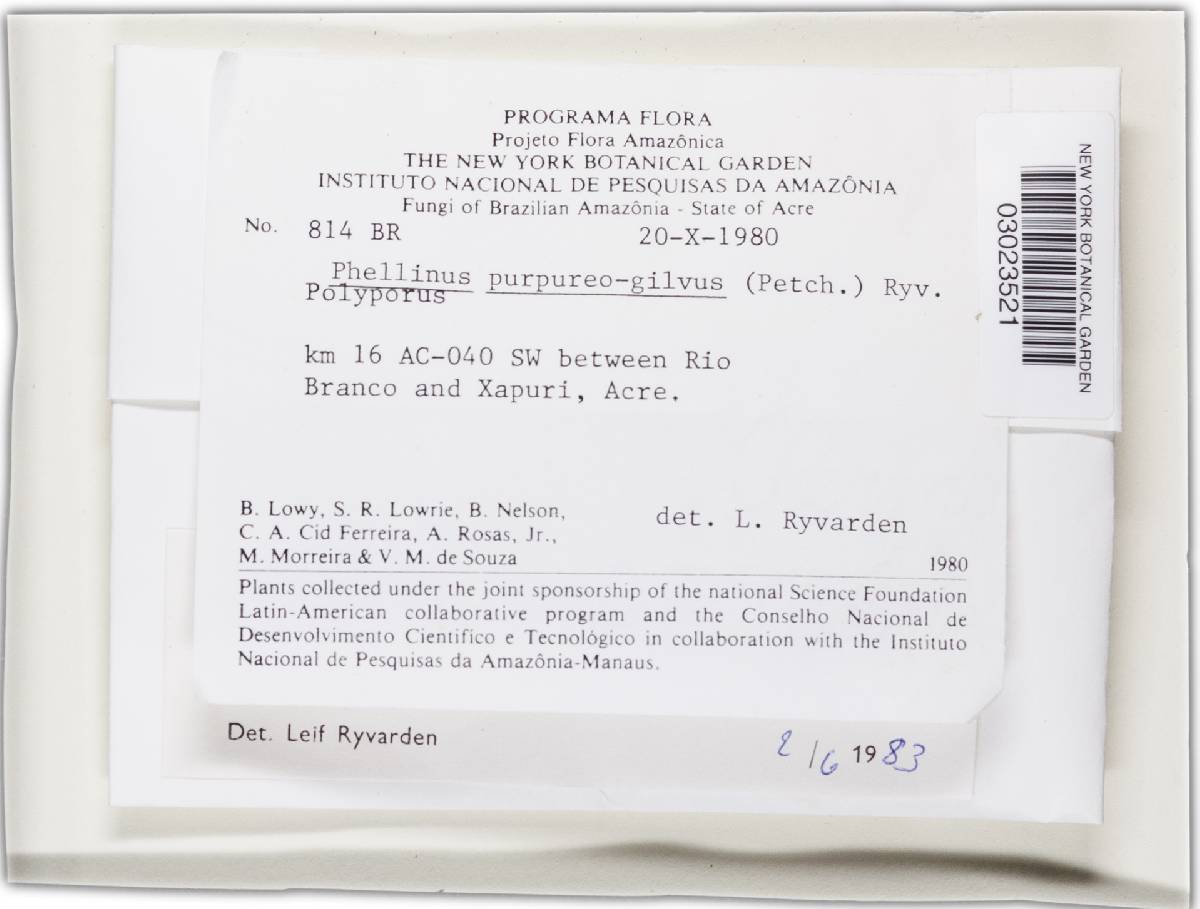 PROGRAMA FLORA
Projeto Flora Amazônica
THE NEW YORK BOTANICAL GARDEN
INSTITUTO NACIONAL DE PESQUISAS DA AMAZÔNIA
Fungi of Brazilian Amazônia - State of Acre
No. 814 BR 20-X-1980
Phellinus purpureo-gilvus (Petch.) Ryv.
Polyporus
km 16 AC-040 SW between Rio
Branco and Xapuri, Acre.
B. Lowy, S. R. Lowrie, B. Nelson,
C. A. Cid Ferreira, A. Rosas, Jr.,
M. Morreira & V. M. de Souza
det. L. Ryvarden
1980
Plants collected under the joint sponsorship of the national Science Foundation
Latin-American collaborative program and the Conselho Nacional de
Desenvolvimento Cientifico e Tecnológico in collaboration with the Instituto
Nacional de Pesquisas da Amazônia-Manaus.
Det. Leif Ryvarden 2/6 1983
NEW YORK BOTANICAL GARDEN
03023521